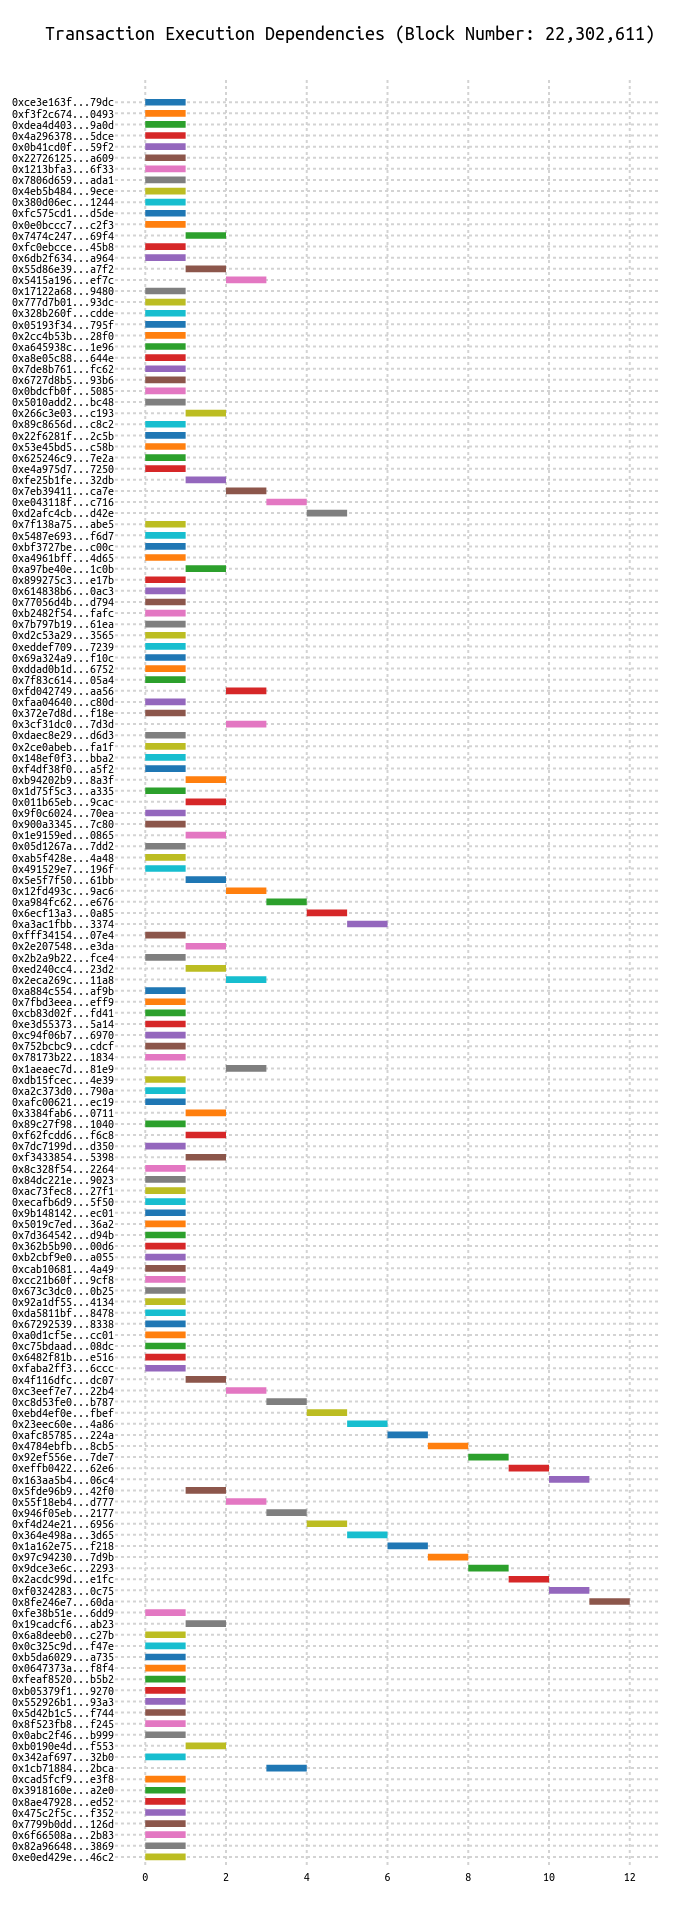 Transaction Execution Dependencies (Block Number: 22,302,611)
0xce3e163f...79dc
0xf3f2c674...0493
0xdea4d403...9a0d
0x4a296378...5dce
0x0b41cd0f...59f2
0x22726125...a609
0x1213bfa3...6f33
0x7806d659...ada1
0x4eb5b484...9ece
0x380d06ec...1244
0xfc575cd1...d5de
0x0e0bccc7...c2f3
0x7474c247...69f4
0xfc0ebcce...45b8
0x6db2f634...a964
0x55d86e39...a7f2
0x5415a196...ef7c
0x17122a68...9480
0x777d7b01...93dc
0x328b260f...cdde
0x05193f34...795f
0x2cc4b53b...28f0
0xa645938c...1e96
0xa8e05c88...644e
0x7de8b761...fc62
0x6727d8b5...93b6
0x0bdcfb0f...5085
0x5010add2...bc48
0x266c3e03...c193
0x89c8656d...c8c2
0x22f6281f...2c5b
0x53e45bd5...c58b
0x625246c9...7e2a
0xe4a975d7...7250
0xfe25b1fe...32db
0x7eb39411...ca7e
0xe043118f...c716
0xd2afc4cb...d42e
0x7f138a75...abe5
0x5487e693...f6d7
0xbf3727be...c00c
0xa4961bff...4d65
0xa97be40e...1c0b
0x899275c3...e17b
0x614838b6...0ac3
0x77056d4b...d794
0xb2482f54...fafc
0x7b797b19...61ea
0xd2c53a29...3565
0xeddef709...7239
0x69a324a9...f10c
0xddad0b1d...6752
0x7f83c614...05a4
0xfd042749...aa56
0xfaa04640...c80d
0x372e7d8d...f18e
0x3cf31dc0...7d3d
0xdaec8e29...d6d3
0x2ce0abeb...fa1f
0x148ef0f3...bba2
0xf4df38f0...a5f2
0xb94202b9...8a3f
0x1d75f5c3...a335
0x011b65eb...9cac
0x9f0c6024...70ea
0x900a3345...7c80
0x1e9159ed...0865
0x05d1267a...7dd2
0xab5f428e...4a48
0x491529e7...196f
0x5e5f7f50...61bb
0x12fd493c...9ac6
0xa984fc62...e676
0x6ecf13a3...0a85
0xa3ac1fbb...3374
0xfff34154...07e4
0x2e207548...e3da
0x2b2a9b22...fce4
0xed240cc4...23d2
0x2eca269c...11a8
0xa884c554...af9b
0x7fbd3eea...eff9
0xcb83d02f...fd41
0xe3d55373...5a14
0xc94f06b7...6970
0x752bcbc9...cdcf
0x78173b22...1834
0x1aeaec7d...81e9
0xdb15fcec...4e39
0xa2c373d0...790a
0xafc00621...ec19
0x3384fab6...0711
0x89c27f98...1040
0xf62fcdd6...f6c8
0x7dc7199d...d350
0xf3433854...5398
0x8c328f54...2264
0x84dc221e...9023
0xac73fec8...27f1
0xecafb6d9...5f50
0x9b148142...ec01
0x5019c7ed...36a2
0x7d364542...d94b
0x362b5b90...00d6
0xb2cbf9e0...a055
0xcab10681...4a49
0xcc21b60f...9cf8
0x673c3dc0...0b25
0x92a1df55...4134
0xda5811bf...8478
0x67292539...8338
0xa0d1cf5e...cc01
0xc75bdaad...08dc
0x6482f81b...e516
0xfaba2ff3...6ccc
0x4f116dfc...dc07
0xc3eef7e7...22b4
0xc8d53fe0...b787
0xebd4ef0e...fbef
0x23eec60e...4a86
0xafc85785...224a
0x4784ebfb...8cb5
0x92ef556e...7de7
0xeffb0422...62e6
0x163aa5b4...06c4
0x5fde96b9...42f0
0x55f18eb4...d777
0x946f05eb...2177
0xf4d24e21...6956
0x364e498a...3d65
0x1a162e75...f218
0x97c94230...7d9b
0x9dce3e6c...2293
0x2acdc99d...e1fc
0xf0324283...0c75
0x8fe246e7...60da
0xfe38b51e...6dd9
0x19cadcf6...ab23
0x6a8deeb0...c27b
0x0c325c9d...f47e
0xb5da6029...a735
0x0647373a...f8f4
0xfeaf8520...b5b2
0xb05379f1...9270
0x552926b1...93a3
0x5d42b1c5...f744
0x8f523fb8...f245
0x0abc2f46...b999
0xb0190e4d...f553
0x342af697...32b0
0x1cb71884...2bca
0xcad5fcf9...e3f8
0x3918160e...a2e0
0x8ae47928...ed52
0x475c2f5c...f352
0x7799b0dd...126d
0x6f66508a...2b83
0x82a96648...3869
0xe0ed429e...46c2
0 2 4 6 8 10 12